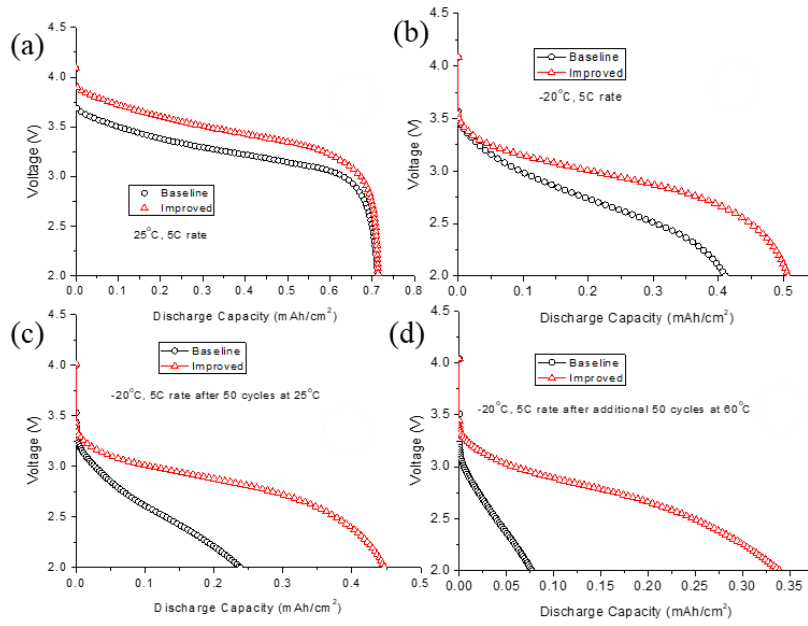 (a)
4.5
4.0
3.5
3.0
2.5
2.0
Voltage (V)
Baseline
Improved
25°C, 5C rate
0.0 0.1 0.2 0.3 0.4 0.5 0.6 0.7 0.8
Discharge Capacity (mAh/cm²)
(b)
4.5
4.0
3.5
3.0
2.5
2.0
Voltage (V)
Baseline
Improved
-20°C, 5C rate
0.0 0.1 0.2 0.3 0.4 0.5
Discharge Capacity (mAh/cm²)
(c)
4.5
4.0
3.5
3.0
2.5
2.0
Voltage (V)
Baseline
Improved
-20°C, 5C rate after 50 cycles at 25°C
0.0 0.1 0.2 0.3 0.4 0.5
Discharge Capacity (mAh/cm²)
(d)
4.5
4.0
3.5
3.0
2.5
2.0
Voltage (V)
Baseline
Improved
-20°C, 5C rate after additional 50 cycles at 60°C
0.00 0.05 0.10 0.15 0.20 0.25 0.30 0.35
Discharge Capacity (mAh/cm²)